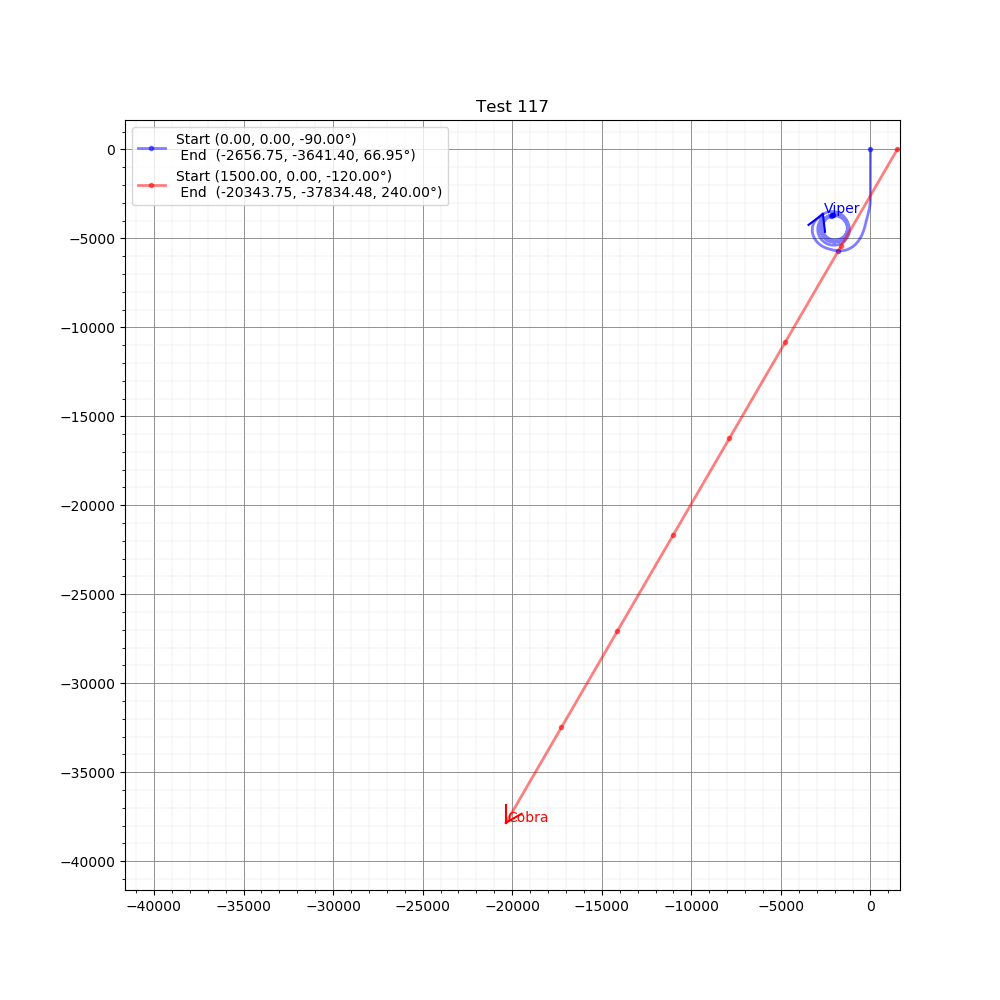 Test 117
Start (0.00, 0.00, -90.00°)
End  (-2656.75, -3641.40, 66.95°)
Start (1500.00, 0.00, -120.00°)
End  (-20343.75, -37834.48, 240.00°)
0
−5000
−10000
−15000
−20000
−25000
−30000
−35000
−40000
Viper
Cobra
−40000 −35000 −30000 −25000 −20000 −15000 −10000 −5000 0